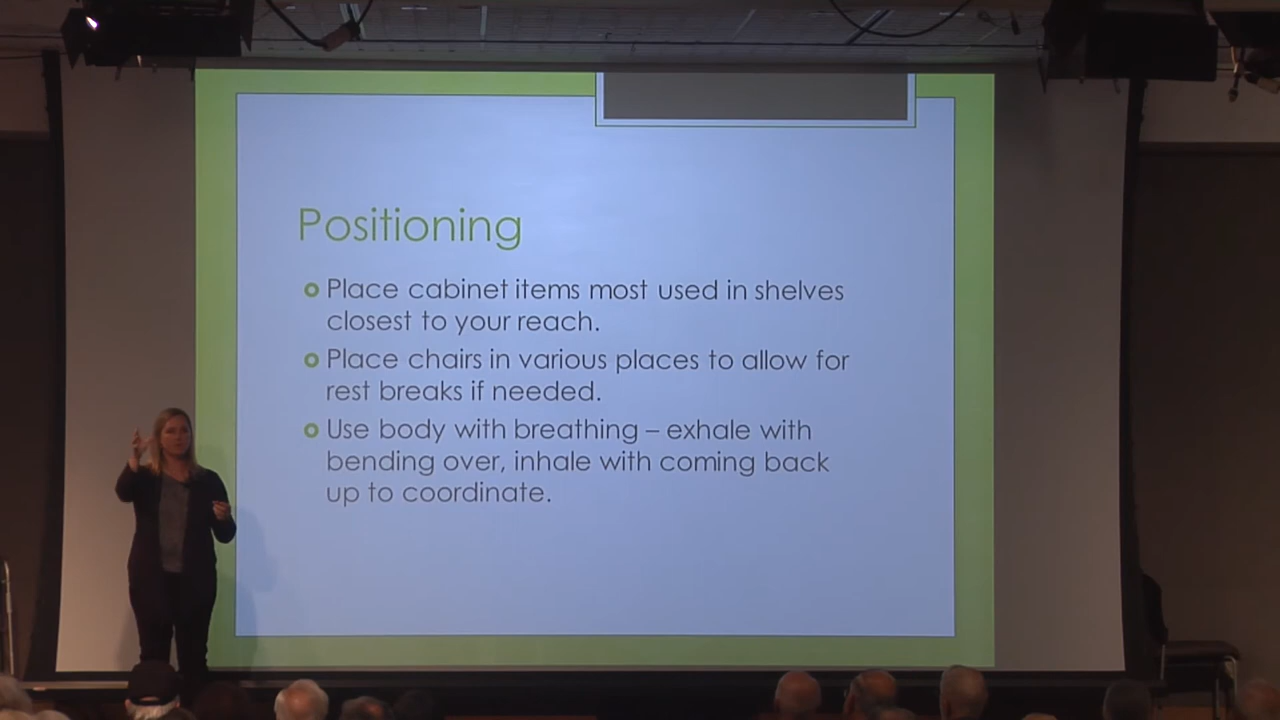 Positioning
Place cabinet items most used in shelves
closest to your reach.
Place chairs in various places to allow for
rest breaks if needed.
Use body with breathing – exhale with
bending over, inhale with coming back
up to coordinate.